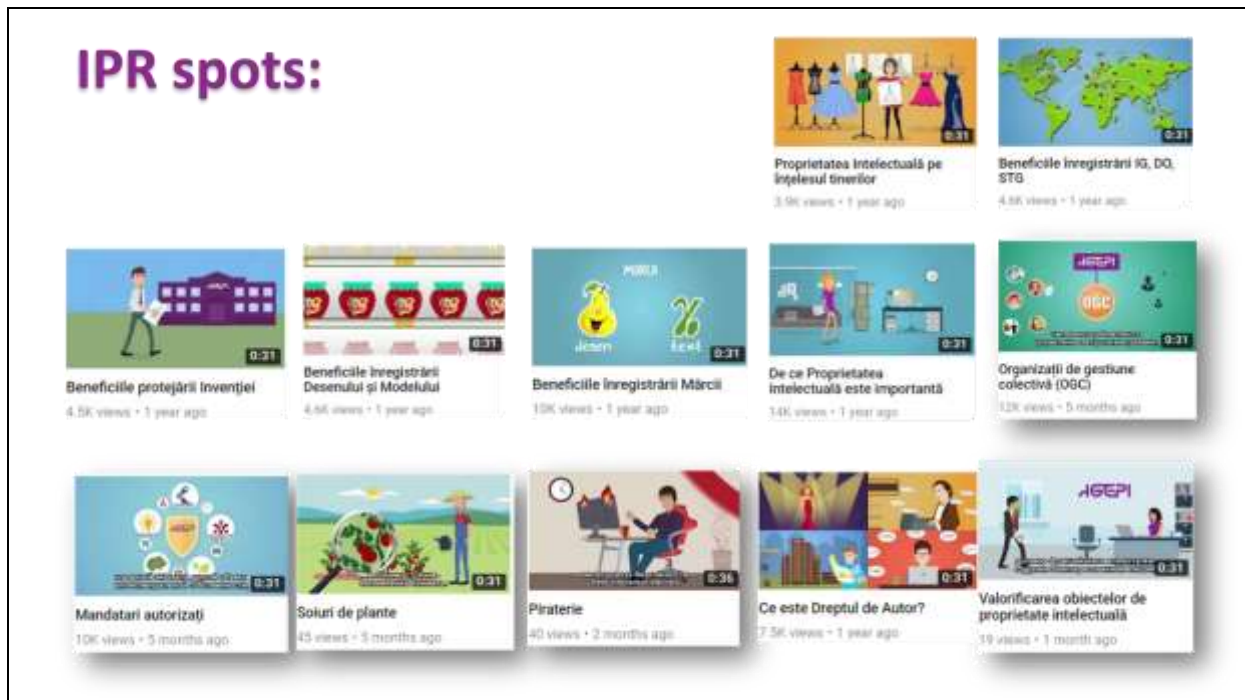 IPR spots:
0:31
Proprietatea Intelectuală pe
înțelesul tinerilor
3.9K views • 1 year ago
0:31
Beneficiile înregistrării IG, DO,
STG
4.6K views • 1 year ago
AGEPI
0:31
Beneficiile protejării Invenției
4.5K views • 1 year ago
0:31
Beneficiile înregistrării
Desenului și Modelului
4.6K views • 1 year ago
desen
text
0:31
Beneficiile înregistrării Mărcii
10K views • 1 year ago
0:31
De ce Proprietatea
intelectuală este importantă
14K views • 1 year ago
AGEPI
OGC
0:31
Organizații de gestiune
colectivă (OGC)
12K views • 5 months ago
AGEPI
0:31
Mandatari autorizați
10K views • 5 months ago
0:31
Soiuri de plante
45 views • 5 months ago
0:36
Piraterie
40 views • 2 months ago
0:31
Ce este Dreptul de Autor?
7.5K views • 1 year ago
AGEPI
0:31
Valorificarea obiectelor de
proprietate intelectuală
19 views • 1 month ago